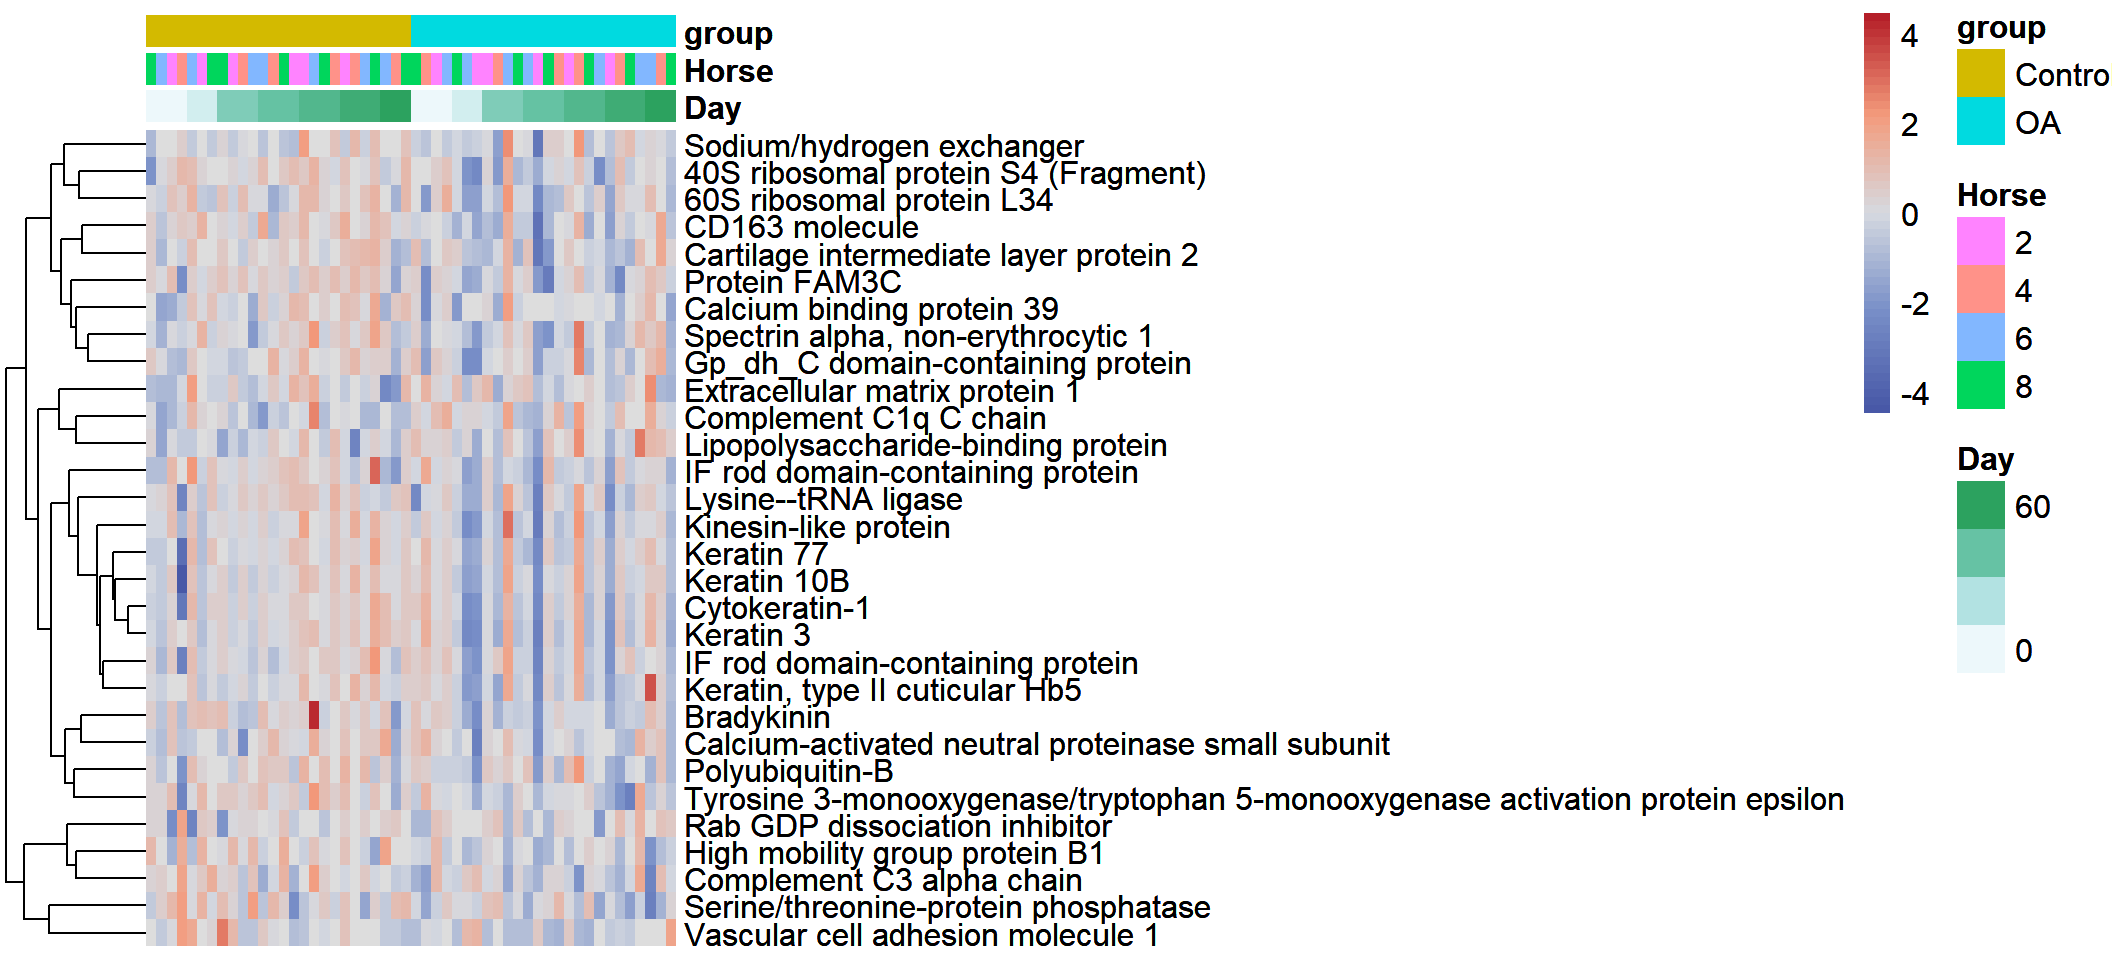 group
Horse
Day
Sodium/hydrogen exchanger
40S ribosomal protein S4 (Fragment)
60S ribosomal protein L34
CD163 molecule
Cartilage intermediate layer protein 2
Protein FAM3C
Calcium binding protein 39
Spectrin alpha, non-erythrocytic 1
Gp_dh_C domain-containing protein
Extracellular matrix protein 1
Complement C1q C chain
Lipopolysaccharide-binding protein
IF rod domain-containing protein
Lysine--tRNA ligase
Kinesin-like protein
Keratin 77
Keratin 10B
Cytokeratin-1
Keratin 3
IF rod domain-containing protein
Keratin, type II cuticular Hb5
Bradykinin
Calcium-activated neutral proteinase small subunit
Polyubiquitin-B
Tyrosine 3-monooxygenase/tryptophan 5-monooxygenase activation protein epsilon
Rab GDP dissociation inhibitor
High mobility group protein B1
Complement C3 alpha chain
Serine/threonine-protein phosphatase
Vascular cell adhesion molecule 1
4
2
0
-2
-4
group
Contro
OA
Horse
2
4
6
8
Day
60
0